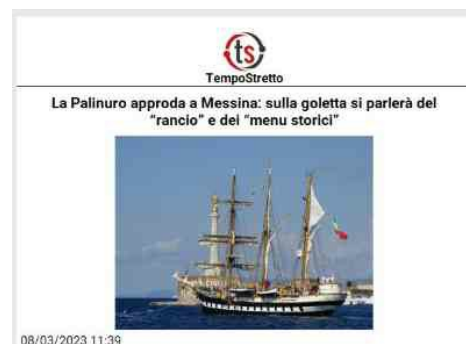 ts
TempoStretto
La Palinuro approda a Messina: sulla goletta si parlerà del
“rancio” e dei “menu storici”
08/03/2023 11:39